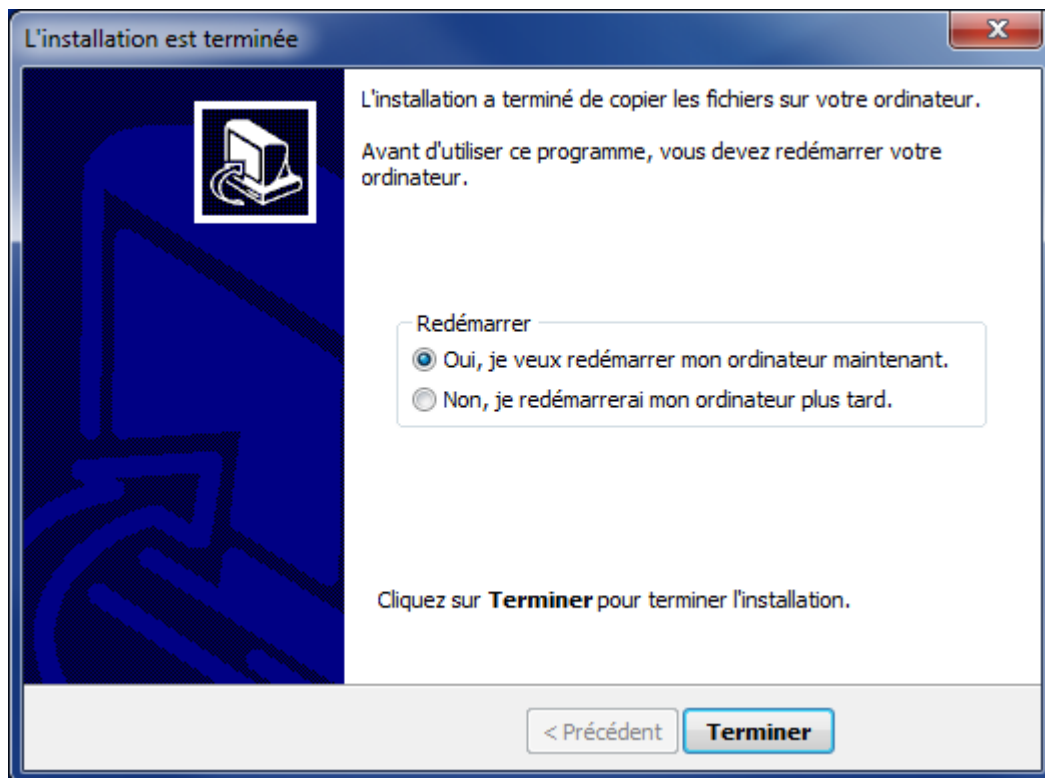 L'installation est terminée
L'installation a terminé de copier les fichiers sur votre ordinateur.
Avant d'utiliser ce programme, vous devez redémarrer votre
ordinateur.
Redémarrer
Oui, je veux redémarrer mon ordinateur maintenant.
Non, je redémarrerai mon ordinateur plus tard.
Cliquez sur Terminer pour terminer l'installation.
< Précédent
Terminer